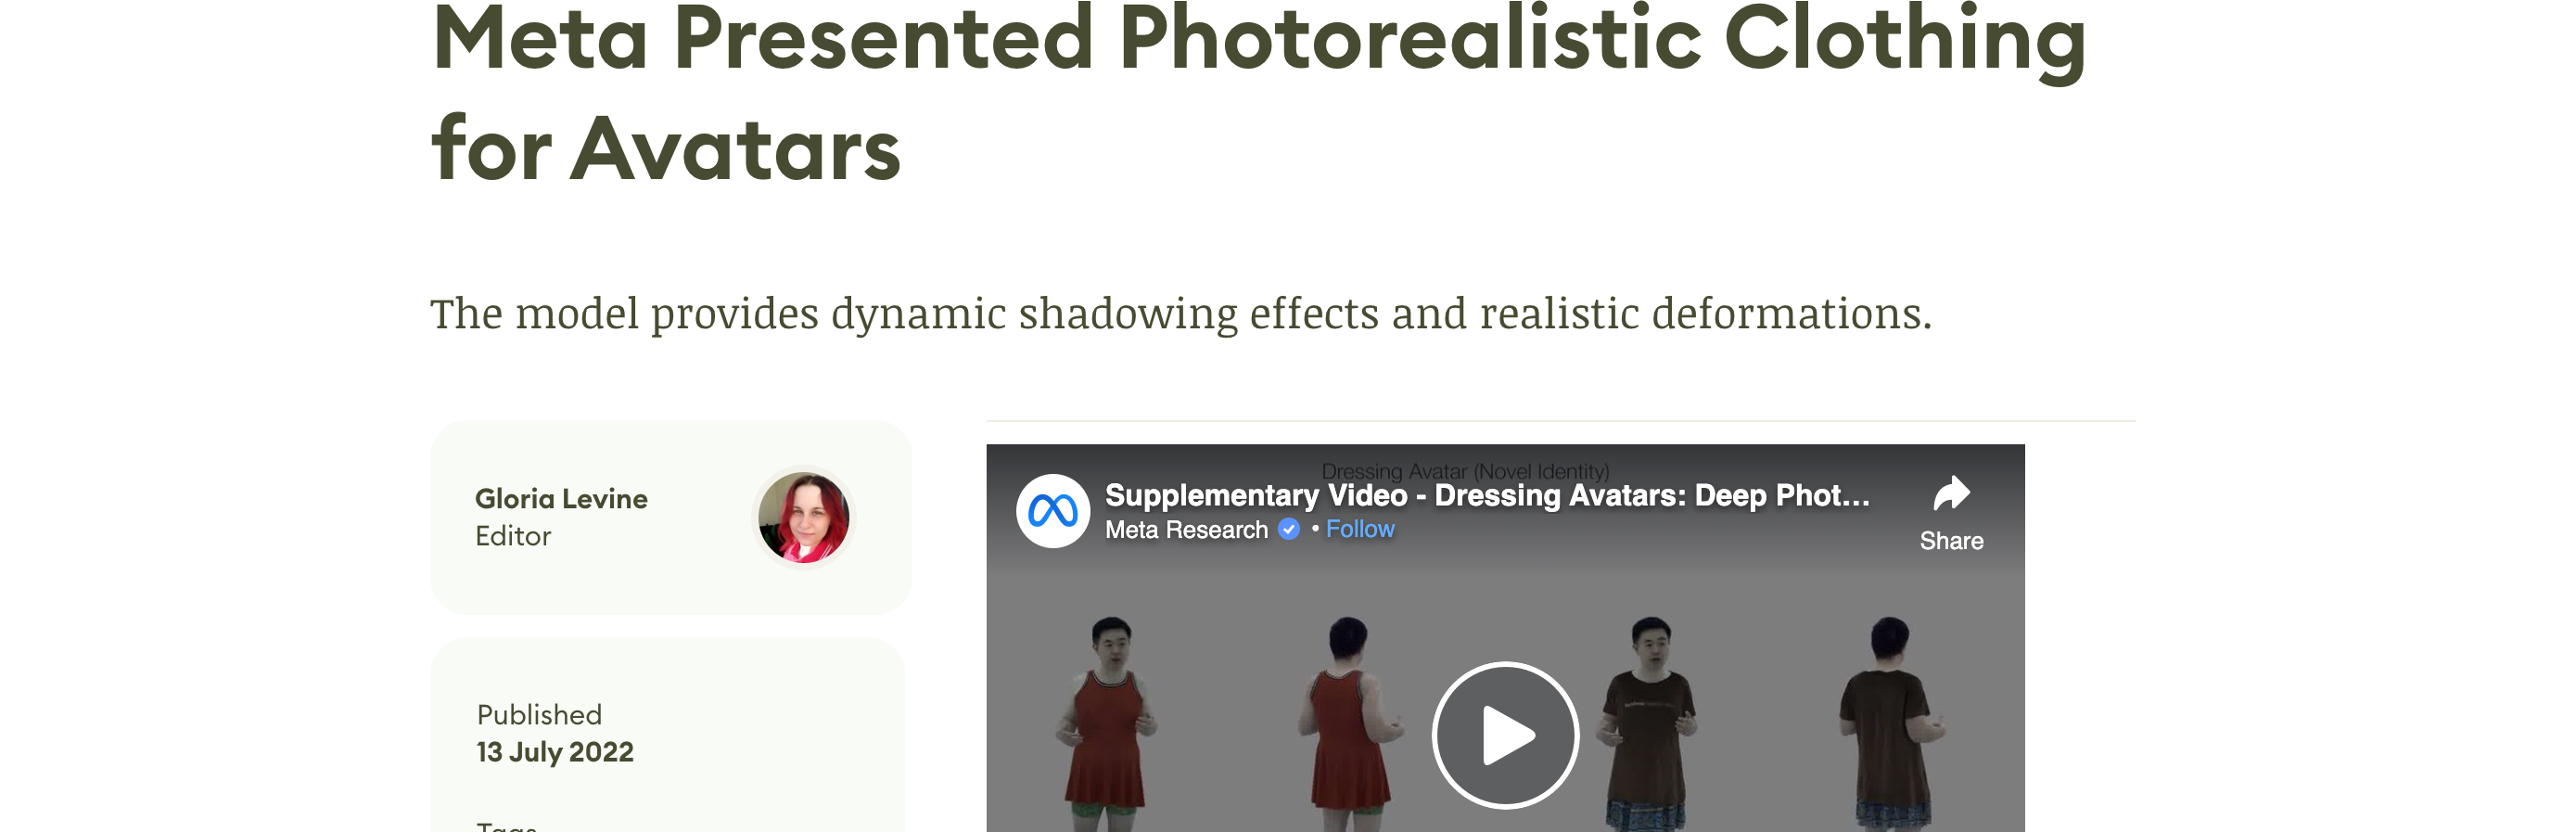 Meta Presented Photorealistic Clothing
for Avatars
The model provides dynamic shadowing effects and realistic deformations.
Gloria Levine
Editor
Published
13 July 2022
Tags
Dressing Avatar (Novel Identity)
Supplementary Video - Dressing Avatars: Deep Phot...
Meta Research • Follow
Share